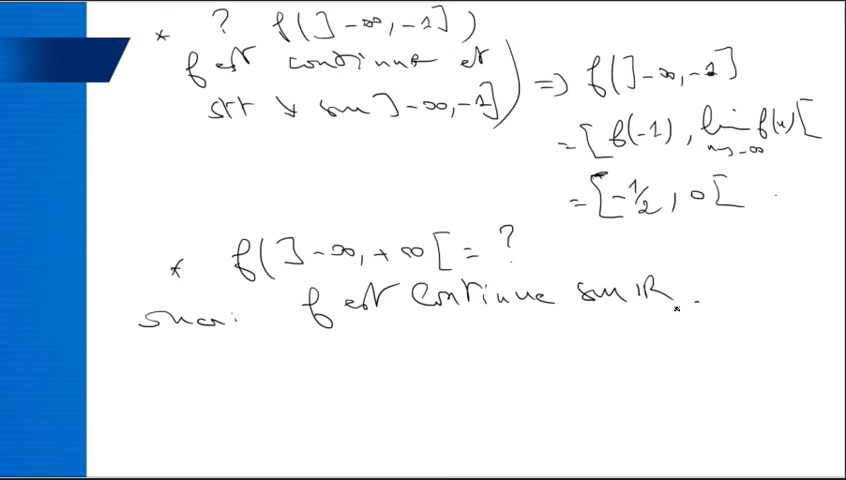 * ? f(]-∞,-1])
f est continue et
str ↘ sur ]-∞,-1]
=> f(]-∞,-1]
= [f(-1), lim f(x)[
x→-∞
= [-1/2, 0[
* f(]-∞,+∞[ = ?
f est continue sur ℝ.